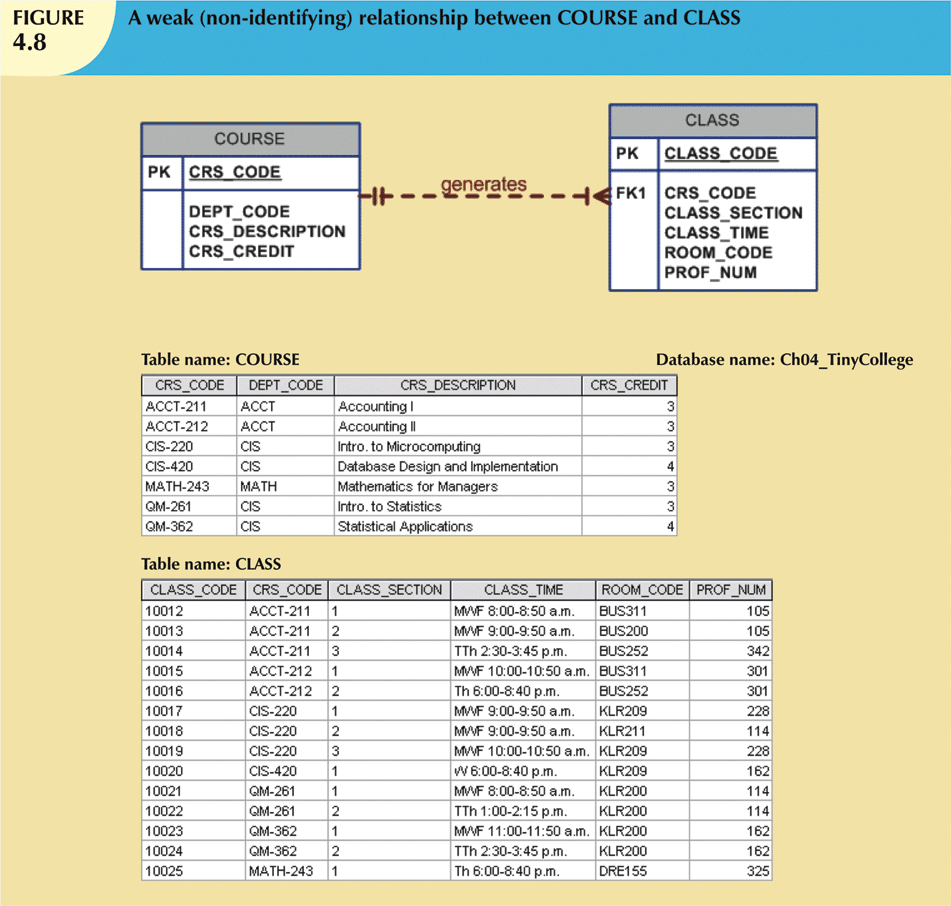 FIGURE 4.8
A weak (non-identifying) relationship between COURSE and CLASS
COURSE
PK CRS_CODE
DEPT_CODE
CRS_DESCRIPTION
CRS_CREDIT
generates
CLASS
PK CLASS_CODE
FK1 CRS_CODE
CLASS_SECTION
CLASS_TIME
ROOM_CODE
PROF_NUM
Table name: COURSE
Database name: Ch04_TinyCollege
CRS_CODE DEPT_CODE CRS_DESCRIPTION CRS_CREDIT
ACCT-211 ACCT Accounting I 3
ACCT-212 ACCT Accounting II 3
CIS-220 CIS Intro. to Microcomputing 3
CIS-420 CIS Database Design and Implementation 4
MATH-243 MATH Mathematics for Managers 3
QM-261 CIS Intro. to Statistics 3
QM-362 CIS Statistical Applications 4
Table name: CLASS
CLASS_CODE CRS_CODE CLASS_SECTION CLASS_TIME ROOM_CODE PROF_NUM
10012 ACCT-211 1 MWF 8:00-8:50 a.m. BUS311 105
10013 ACCT-211 2 MWF 9:00-9:50 a.m. BUS200 105
10014 ACCT-211 3 TTh 2:30-3:45 p.m. BUS252 342
10015 ACCT-212 1 MWF 10:00-10:50 a.m. BUS311 301
10016 ACCT-212 2 Th 6:00-8:40 p.m. BUS252 301
10017 CIS-220 1 MWF 9:00-9:50 a.m. KLR209 228
10018 CIS-220 2 MWF 9:00-9:50 a.m. KLR211 114
10019 CIS-220 3 MWF 10:00-10:50 a.m. KLR209 228
10020 CIS-420 1 W 6:00-8:40 p.m. KLR209 162
10021 QM-261 1 MWF 8:00-8:50 a.m. KLR200 114
10022 QM-261 2 TTh 1:00-2:15 p.m. KLR200 114
10023 QM-362 1 MWF 11:00-11:50 a.m. KLR200 162
10024 QM-362 2 TTh 2:30-3:45 p.m. KLR200 162
10025 MATH-243 1 Th 6:00-8:40 p.m. DRE155 325